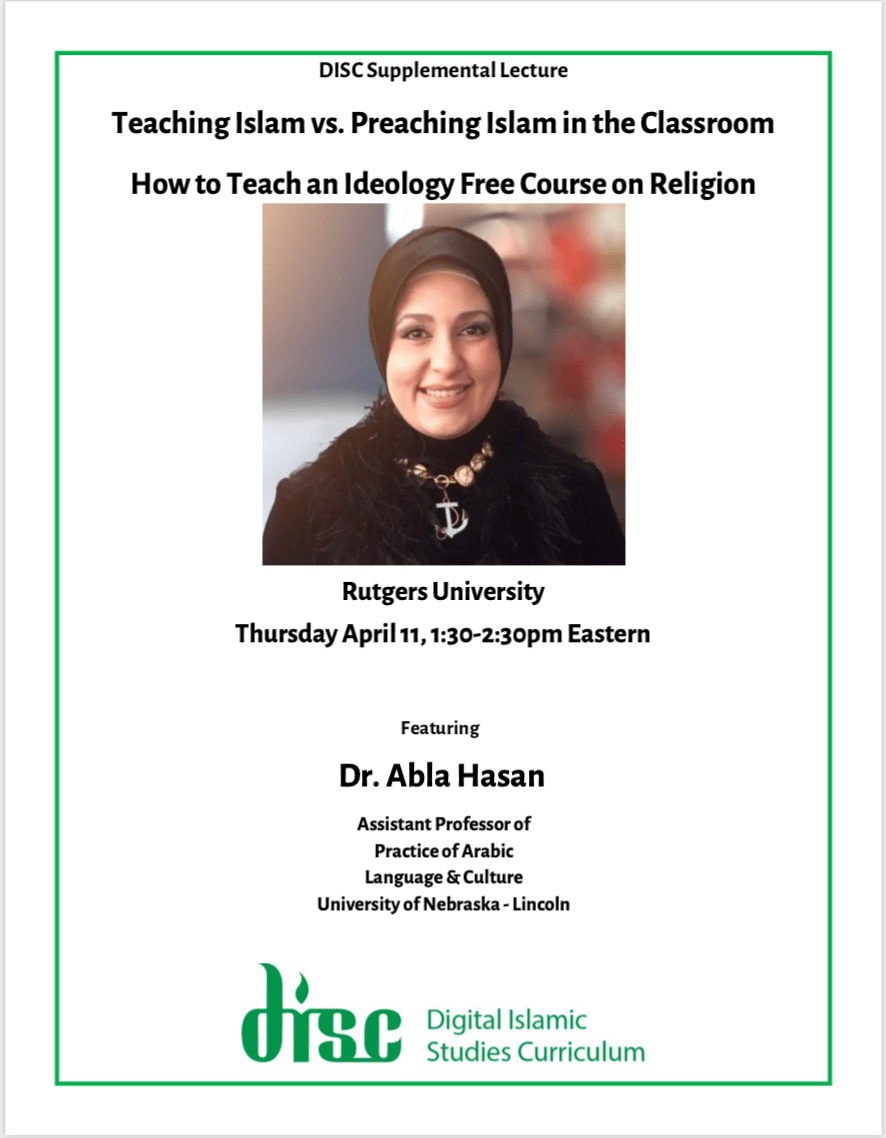 DISC Supplemental Lecture
Teaching Islam vs. Preaching Islam in the Classroom
How to Teach an Ideology Free Course on Religion
Rutgers University
Thursday April 11, 1:30-2:30pm Eastern
Featuring
Dr. Abla Hasan
Assistant Professor of
Practice of Arabic
Language & Culture
University of Nebraska - Lincoln
disc
Digital Islamic
Studies Curriculum